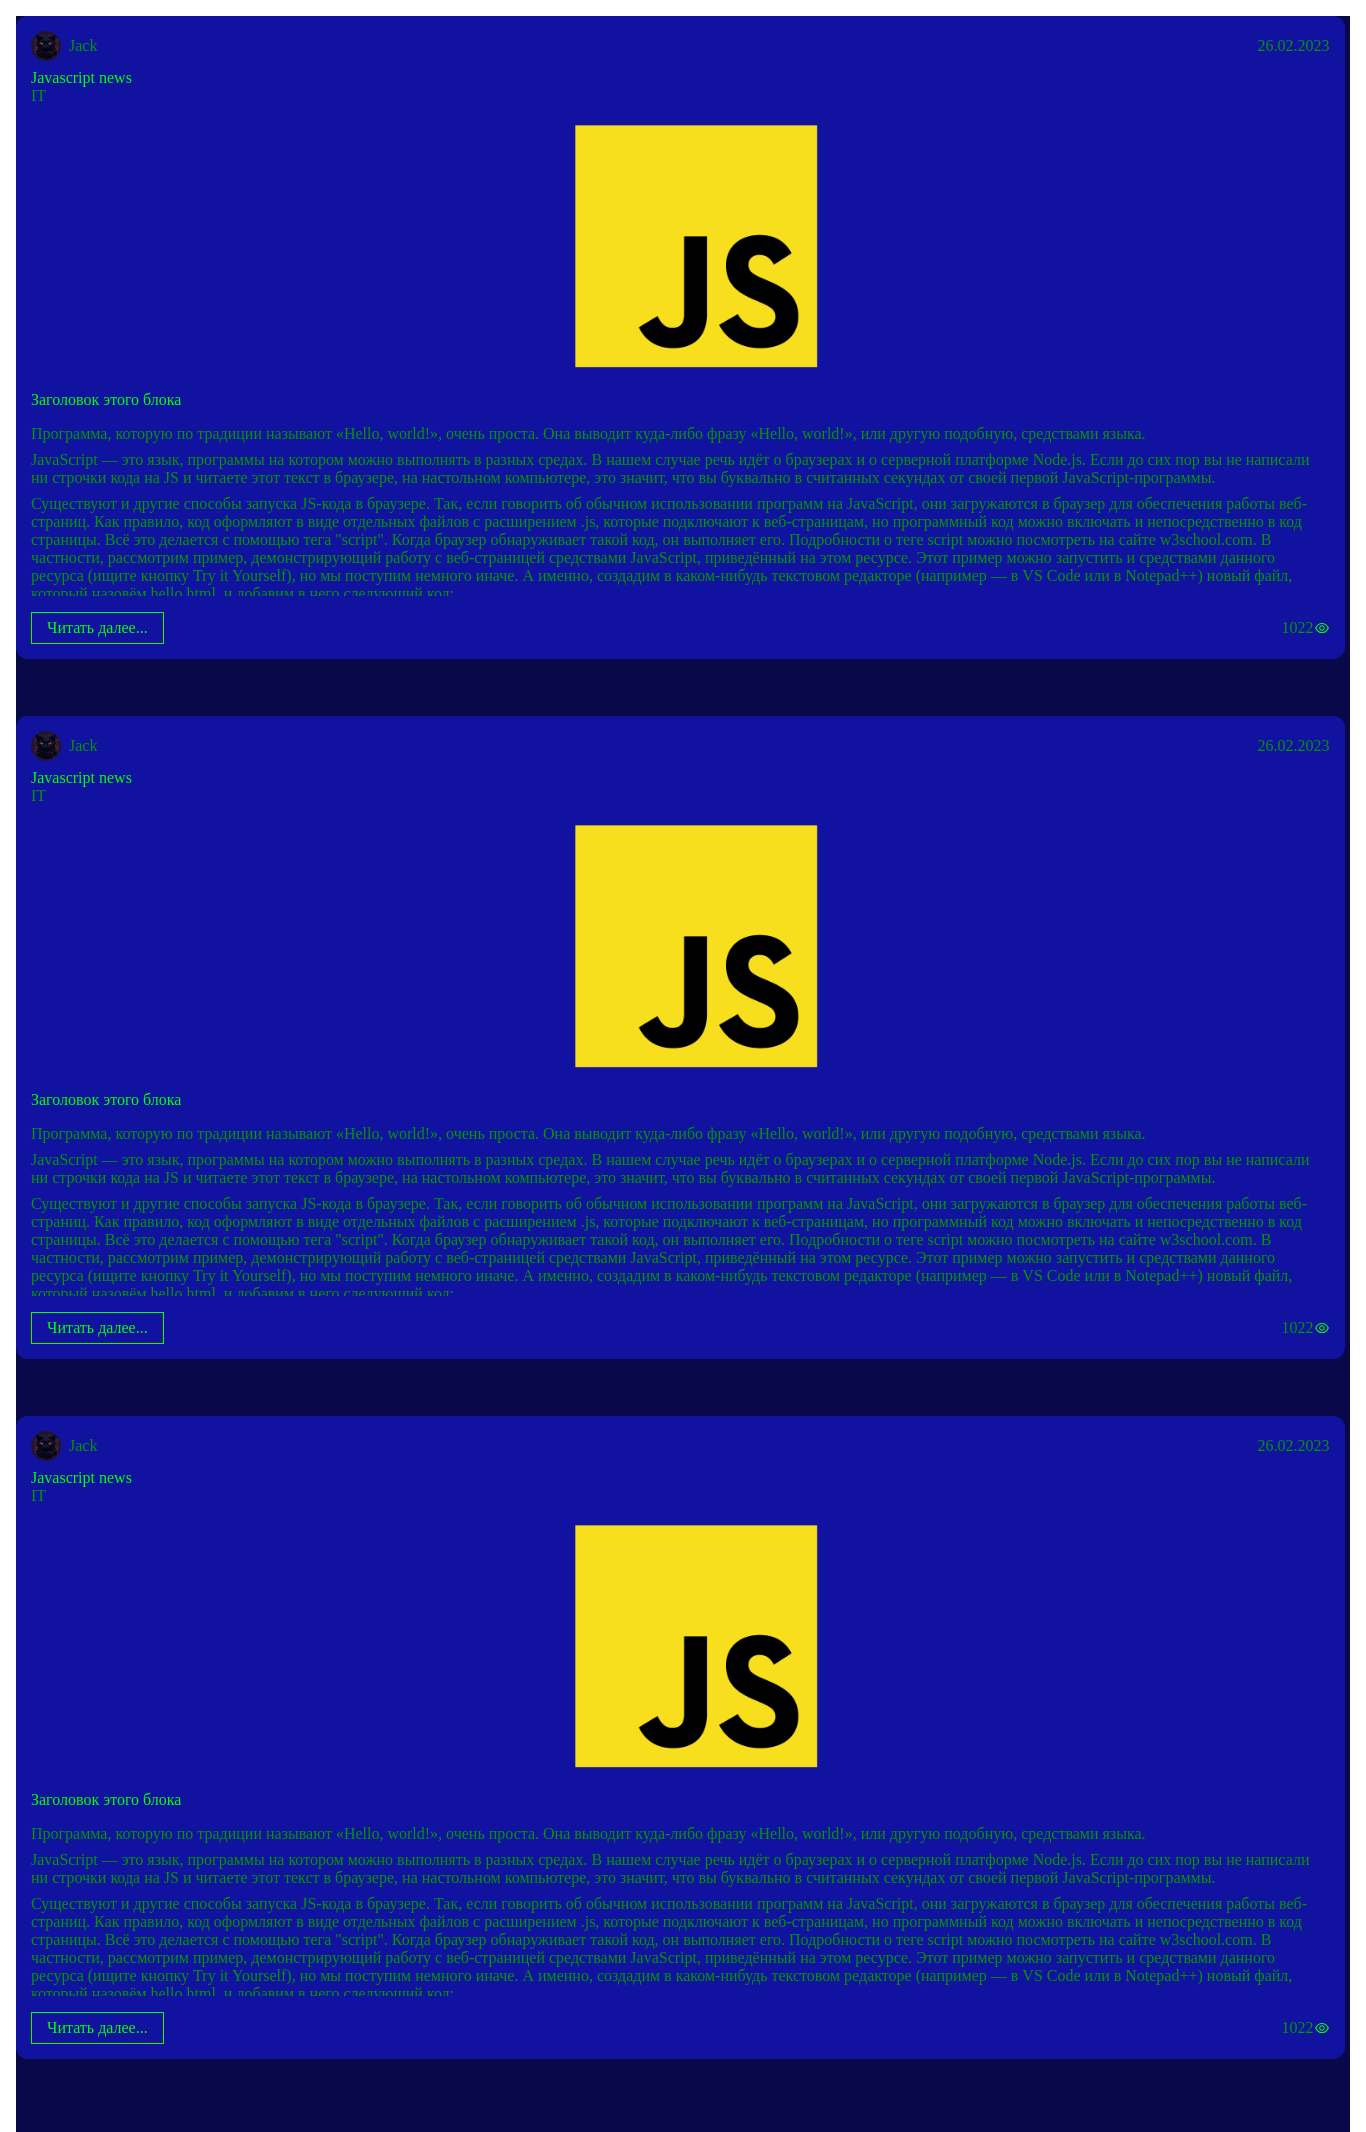 Jack
26.02.2023
Javascript news
IT
JS
Заголовок этого блока
Программа, которую по традиции называют «Hello, world!», очень проста. Она выводит куда-либо фразу «Hello, world!», или другую подобную, средствами языка.
JavaScript — это язык, программы на котором можно выполнять в разных средах. В нашем случае речь идёт о браузерах и о серверной платформе Node.js. Если до сих пор вы не написали
ни строчки кода на JS и читаете этот текст в браузере, на настольном компьютере, это значит, что вы буквально в считанных секундах от своей первой JavaScript-программы.
Существуют и другие способы запуска JS-кода в браузере. Так, если говорить об обычном использовании программ на JavaScript, они загружаются в браузер для обеспечения работы веб-
страниц. Как правило, код оформляют в виде отдельных файлов с расширением .js, которые подключают к веб-страницам, но программный код можно включать и непосредственно в код
страницы. Всё это делается с помощью тега "script". Когда браузер обнаруживает такой код, он выполняет его. Подробности о теге script можно посмотреть на сайте w3school.com. В
частности, рассмотрим пример, демонстрирующий работу с веб-страницей средствами JavaScript, приведённый на этом ресурсе. Этот пример можно запустить и средствами данного
ресурса (ищите кнопку Try it Yourself), но мы поступим немного иначе. А именно, создадим в каком-нибудь текстовом редакторе (например — в VS Code или в Notepad++) новый файл,
который назовём hello.html, и добавим в него следующий код:
Читать далее...
1022
Jack
26.02.2023
Javascript news
IT
JS
Заголовок этого блока
Программа, которую по традиции называют «Hello, world!», очень проста. Она выводит куда-либо фразу «Hello, world!», или другую подобную, средствами языка.
JavaScript — это язык, программы на котором можно выполнять в разных средах. В нашем случае речь идёт о браузерах и о серверной платформе Node.js. Если до сих пор вы не написали
ни строчки кода на JS и читаете этот текст в браузере, на настольном компьютере, это значит, что вы буквально в считанных секундах от своей первой JavaScript-программы.
Существуют и другие способы запуска JS-кода в браузере. Так, если говорить об обычном использовании программ на JavaScript, они загружаются в браузер для обеспечения работы веб-
страниц. Как правило, код оформляют в виде отдельных файлов с расширением .js, которые подключают к веб-страницам, но программный код можно включать и непосредственно в код
страницы. Всё это делается с помощью тега "script". Когда браузер обнаруживает такой код, он выполняет его. Подробности о теге script можно посмотреть на сайте w3school.com. В
частности, рассмотрим пример, демонстрирующий работу с веб-страницей средствами JavaScript, приведённый на этом ресурсе. Этот пример можно запустить и средствами данного
ресурса (ищите кнопку Try it Yourself), но мы поступим немного иначе. А именно, создадим в каком-нибудь текстовом редакторе (например — в VS Code или в Notepad++) новый файл,
который назовём hello.html, и добавим в него следующий код:
Читать далее...
1022
Jack
26.02.2023
Javascript news
IT
JS
Заголовок этого блока
Программа, которую по традиции называют «Hello, world!», очень проста. Она выводит куда-либо фразу «Hello, world!», или другую подобную, средствами языка.
JavaScript — это язык, программы на котором можно выполнять в разных средах. В нашем случае речь идёт о браузерах и о серверной платформе Node.js. Если до сих пор вы не написали
ни строчки кода на JS и читаете этот текст в браузере, на настольном компьютере, это значит, что вы буквально в считанных секундах от своей первой JavaScript-программы.
Существуют и другие способы запуска JS-кода в браузере. Так, если говорить об обычном использовании программ на JavaScript, они загружаются в браузер для обеспечения работы веб-
страниц. Как правило, код оформляют в виде отдельных файлов с расширением .js, которые подключают к веб-страницам, но программный код можно включать и непосредственно в код
страницы. Всё это делается с помощью тега "script". Когда браузер обнаруживает такой код, он выполняет его. Подробности о теге script можно посмотреть на сайте w3school.com. В
частности, рассмотрим пример, демонстрирующий работу с веб-страницей средствами JavaScript, приведённый на этом ресурсе. Этот пример можно запустить и средствами данного
ресурса (ищите кнопку Try it Yourself), но мы поступим немного иначе. А именно, создадим в каком-нибудь текстовом редакторе (например — в VS Code или в Notepad++) новый файл,
который назовём hello.html, и добавим в него следующий код:
Читать далее...
1022